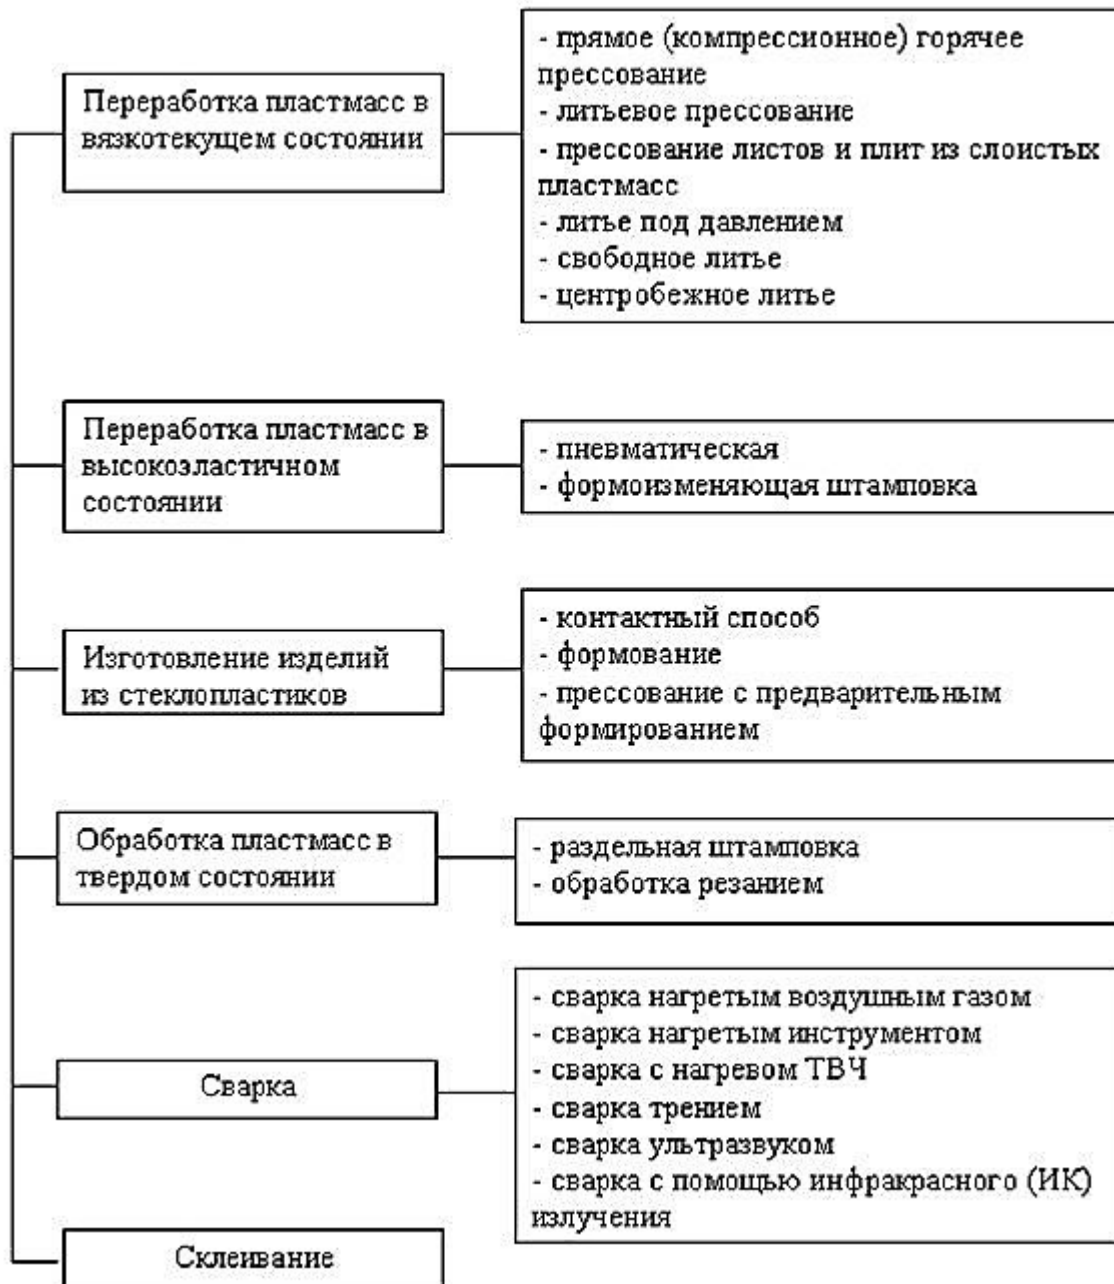 Переработка пластмасс в
вязкотекущем состоянии
- прямое (компрессионное) горячее
прессование
- литьевое прессование
- прессование листов и плит из слоистых
пластмасс
- литье под давлением
- свободное литье
- центробежное литье
Переработка пластмасс в
высокозластичном
состоянии
- пневматическая
- формоизменяющая штамповка
Изготовление изделий
из стеклопластиков
- контактный способ
- формование
- прессование с предварительным
формированием
Обработка пластмасс в
твердом состоянии
- раздельная штамповка
- обработка резанием
Сварка
- сварка нагретым воздушным газом
- сварка нагретым инструментом
- сварка с нагревом ТВЧ
- сварка трением
- сварка ультразвуком
- сварка с помощью инфракрасного (ИК)
излучения
Склеивание